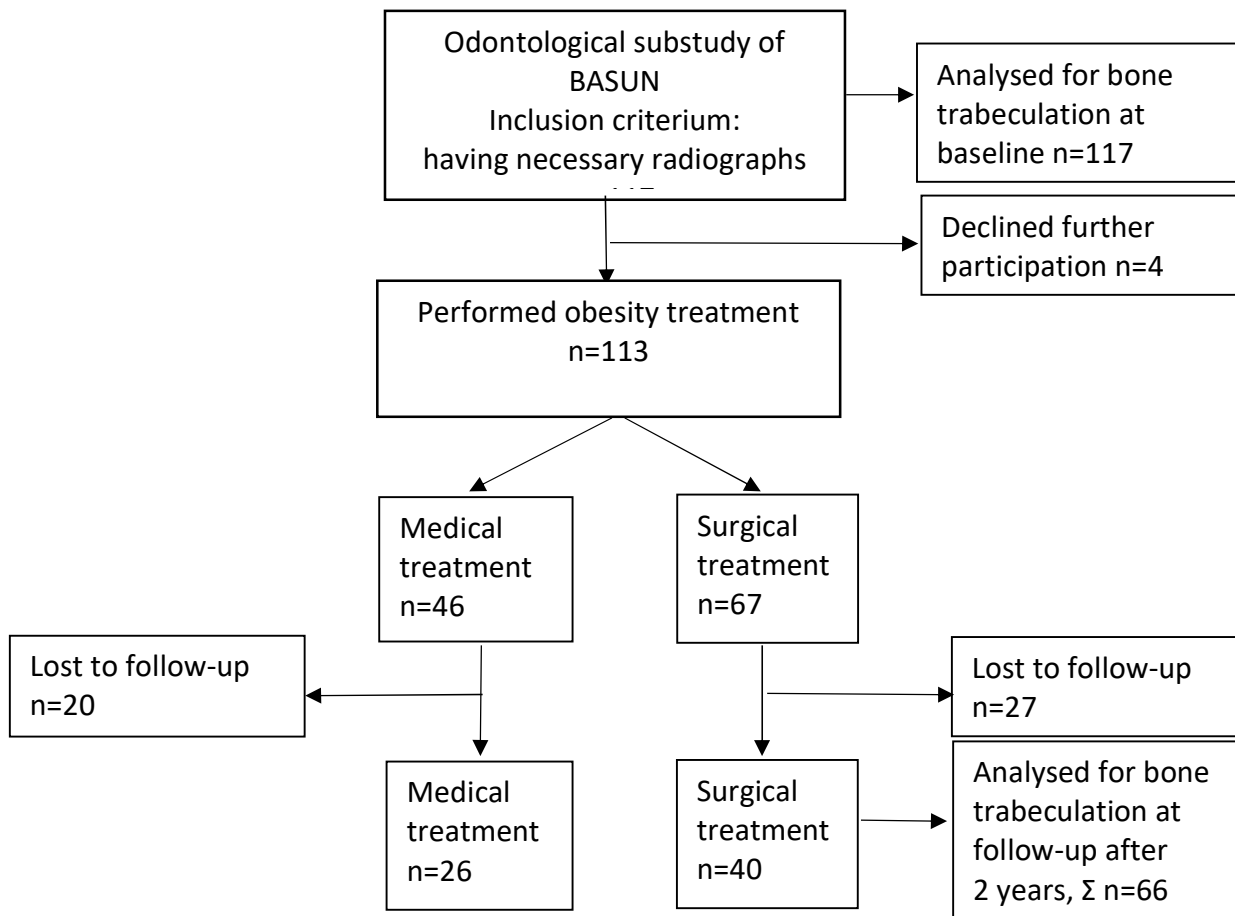 Odontological substudy of
BASUN
Inclusion criterium:
having necessary radiographs
Analysed for bone
trabeculation at
baseline n=117
Declined further
participation n=4
Performed obesity treatment
n=113
Medical
treatment
n=46
Surgical
treatment
n=67
Lost to follow-up
n=20
Lost to follow-up
n=27
Medical
treatment
n=26
Surgical
treatment
n=40
Analysed for bone
trabeculation at
follow-up after
2 years, Σ n=66